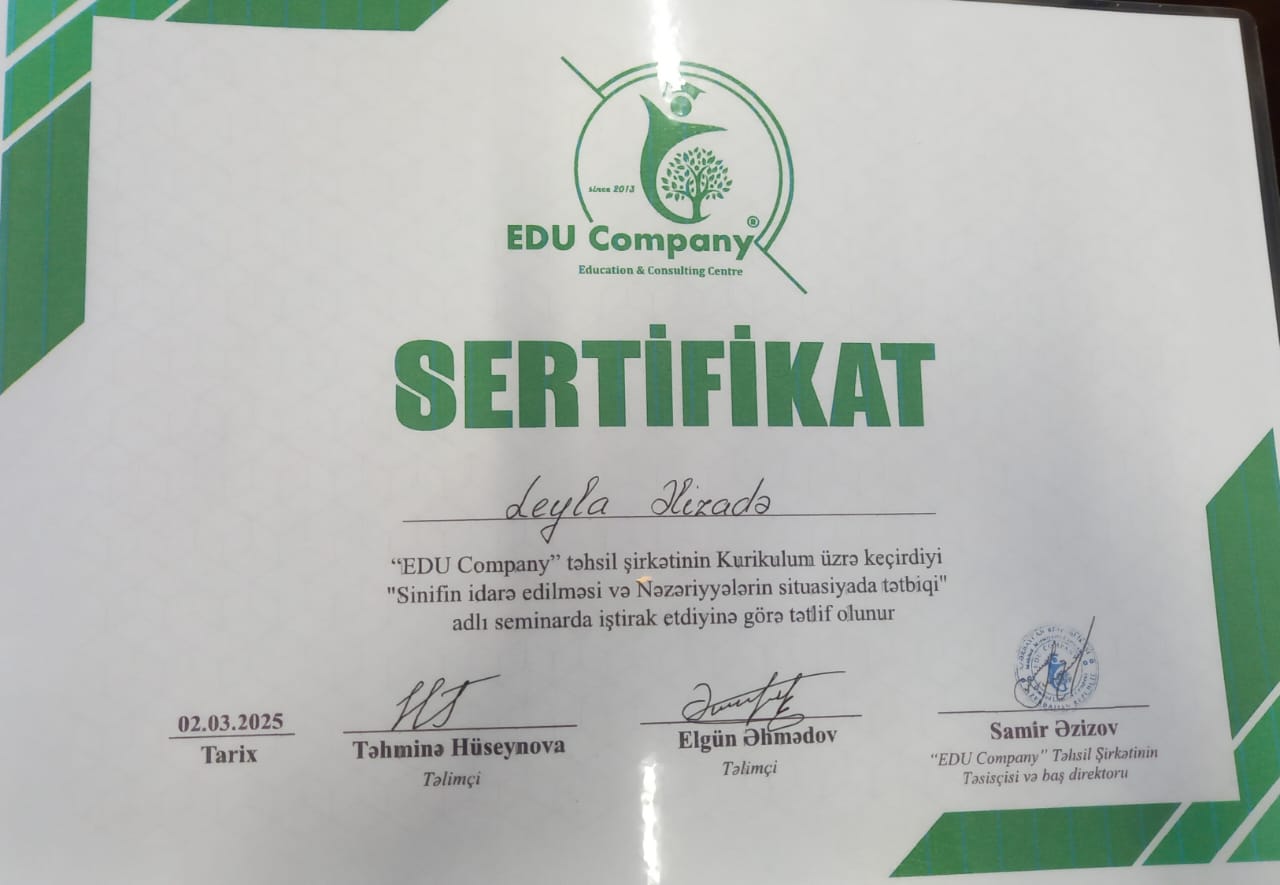 since 2013
EDU Company®
Education & Consulting Centre
SERTİFİKAT
Leyla Əlizadə
“EDU Company” təhsil şirkətinin Kurikulum üzrə keçirdiyi
"Sinifin idarə edilməsi və Nəzəriyyələrin situasiyada tətbiqi"
adlı seminarda iştirak etdiyinə görə tətlif olunur
02.03.2025
Tarix
Təhminə Hüseynova
Təlimçi
Elgün Əhmədov
Təlimçi
Samir Əzizov
“EDU Company” Təhsil Şirkətinin
Təsisçisi və baş direktoru